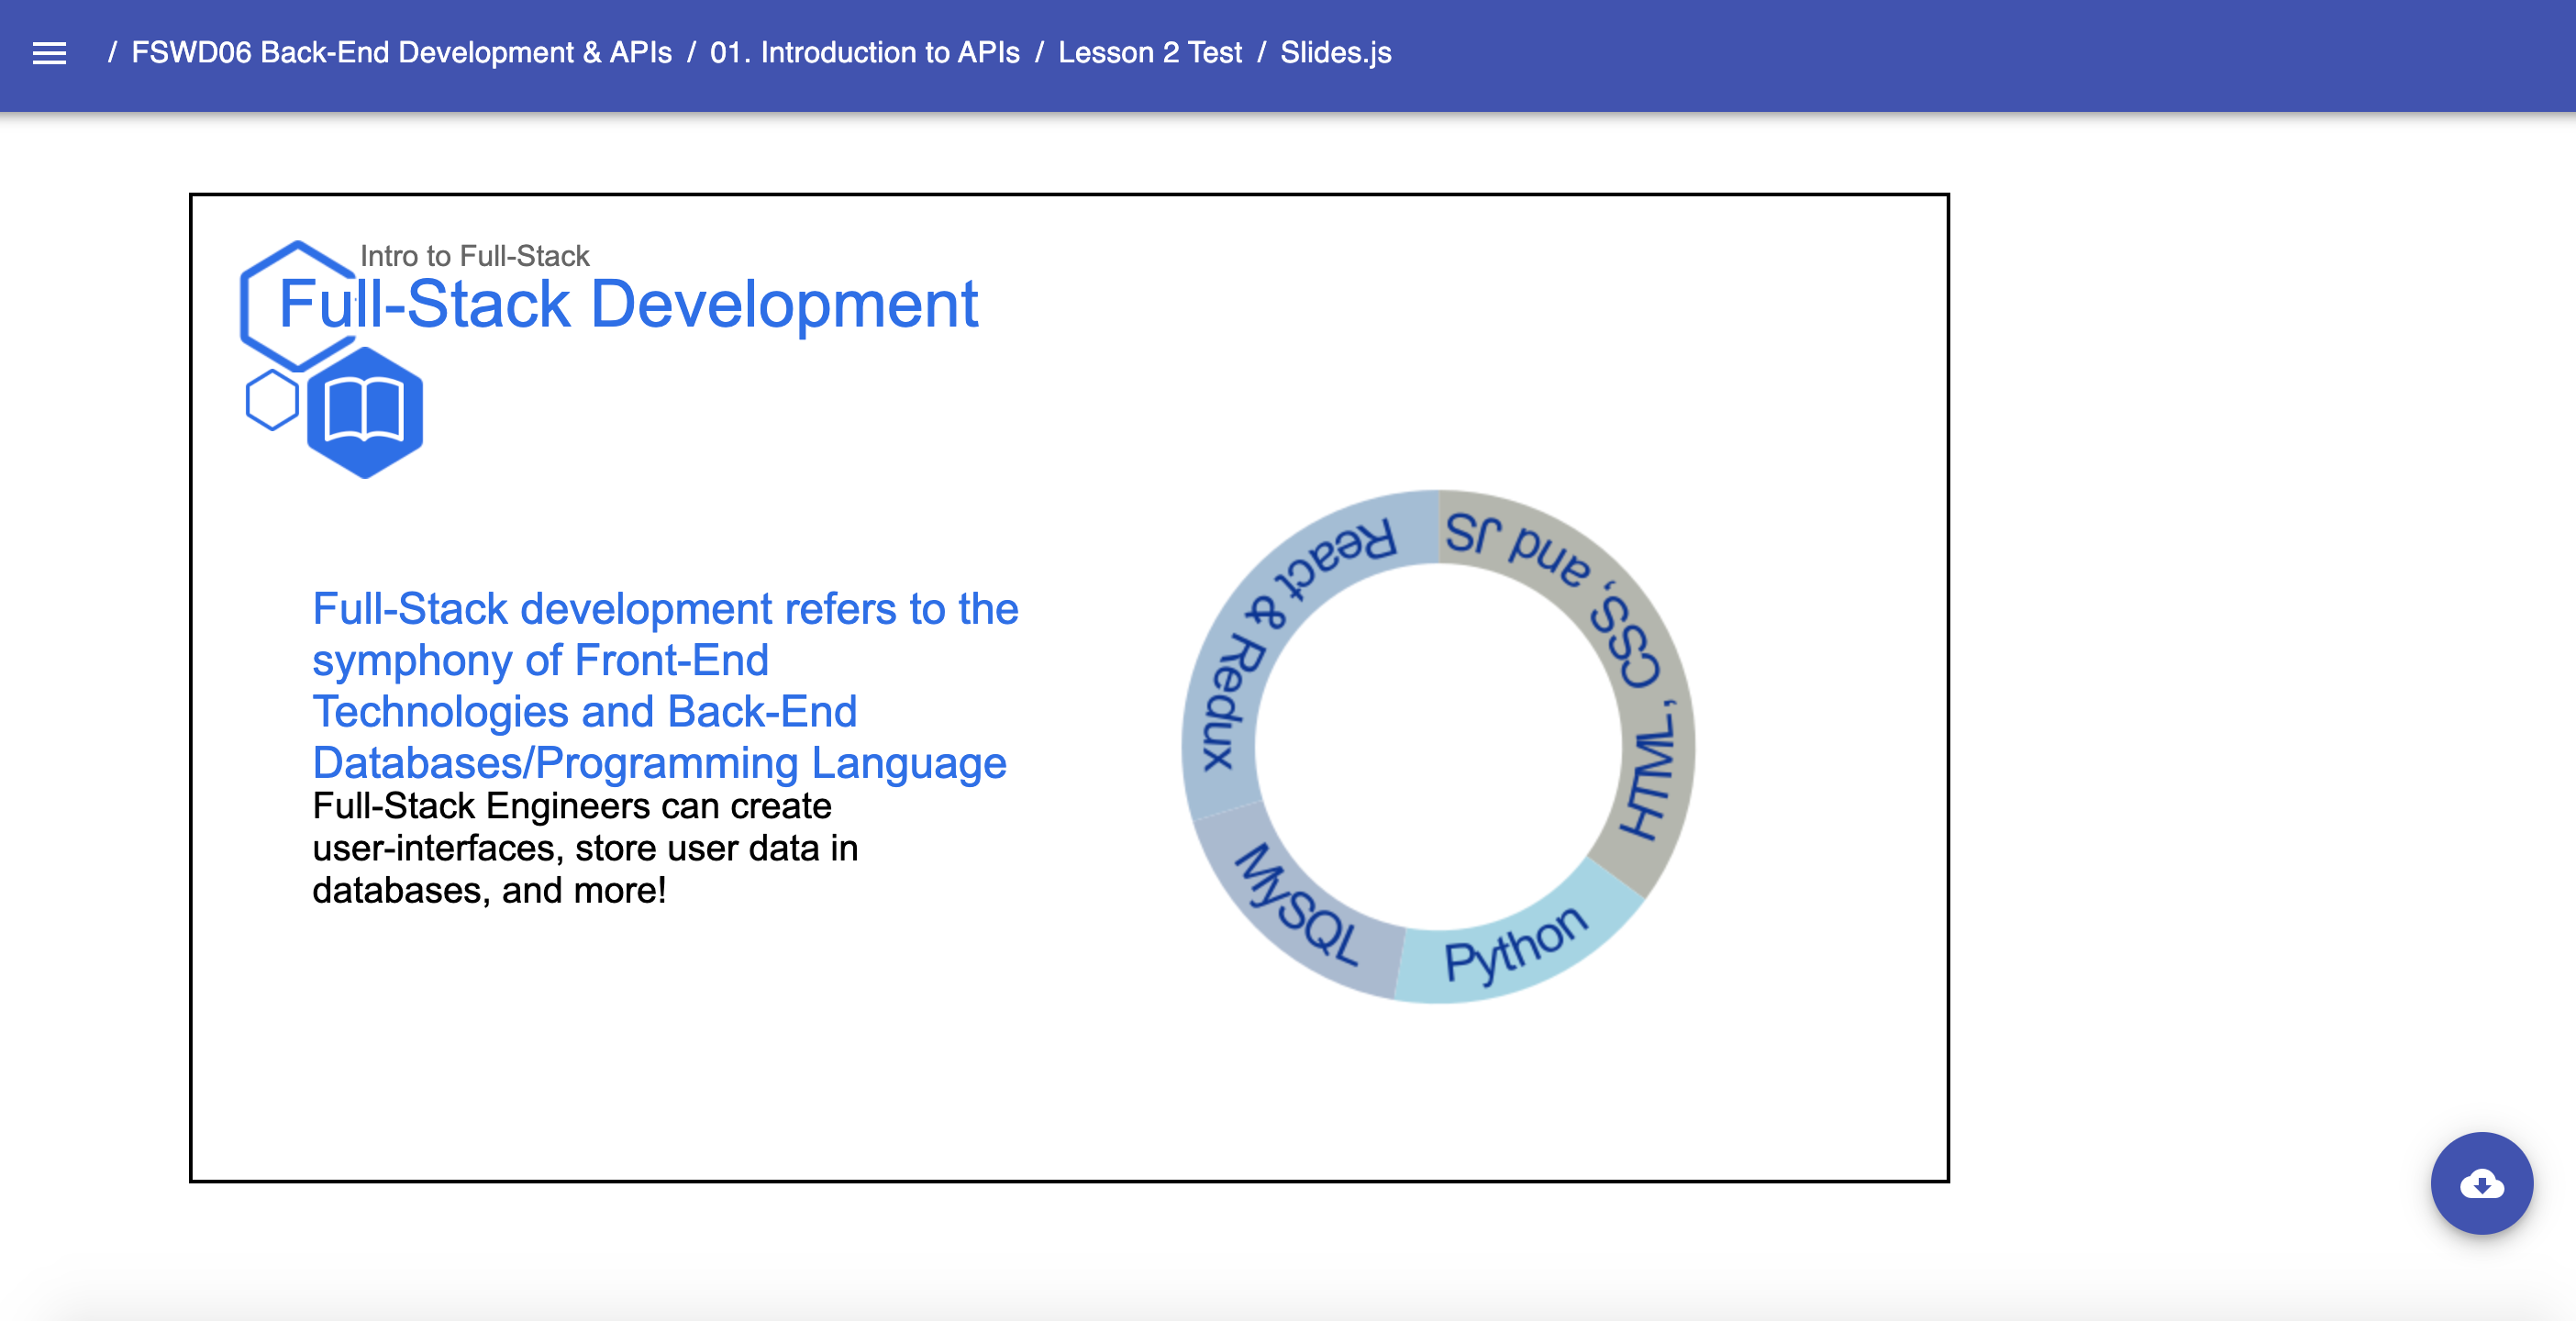 / FSWD06 Back-End Development & APIs / 01. Introduction to APIs / Lesson 2 Test / Slides.js
Intro to Full-Stack
Full-Stack Development
Full-Stack development refers to the
symphony of Front-End
Technologies and Back-End
Databases/Programming Language
Full-Stack Engineers can create
user-interfaces, store user data in
databases, and more!
React & Redux
HTML, CSS, and JS
MySQL
Python